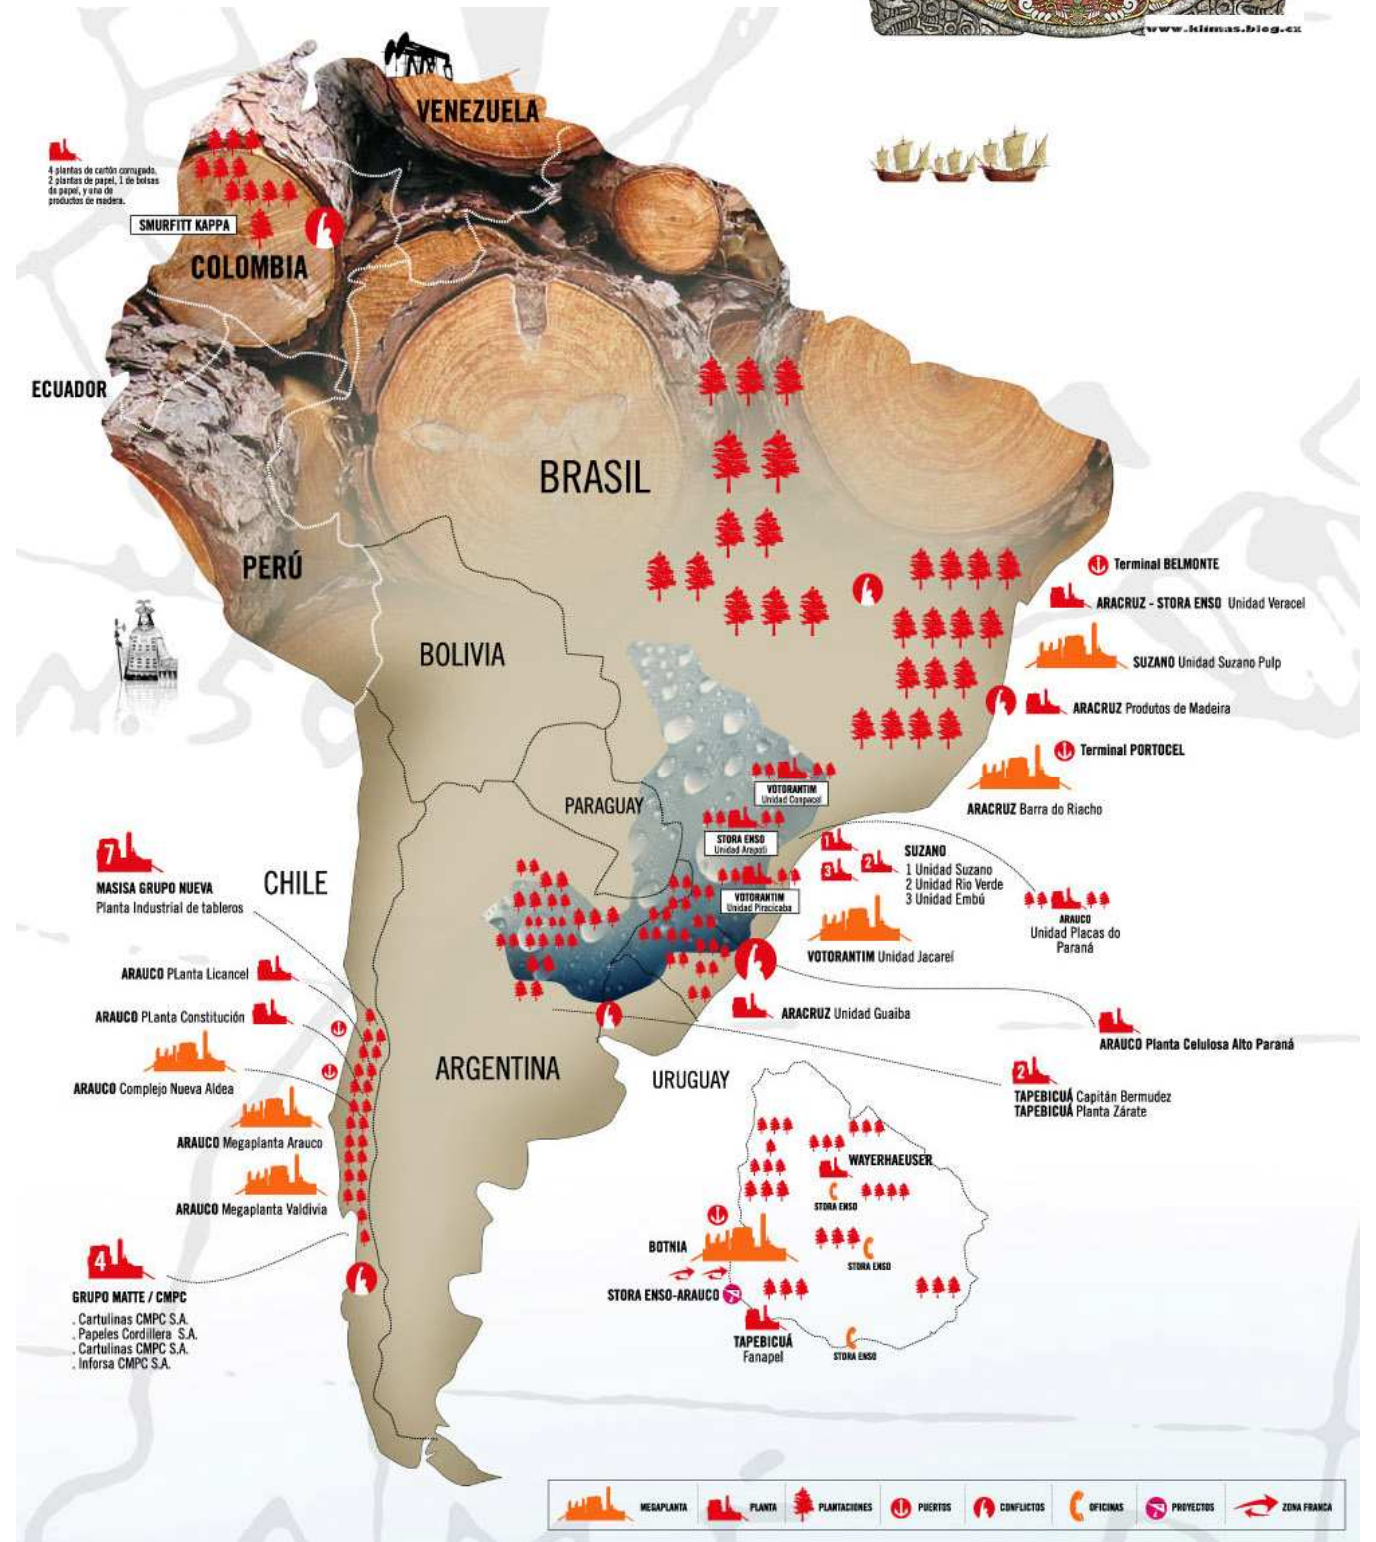 www.klimas.blog.cz
VENEZUELA
4 plantas de cartón corrugado,
2 plantas de papel, 1 de bolsas
de papel, y una de
productos de madera.
SMURFITT KAPPA
COLOMBIA
ECUADOR
BRASIL
PERÚ
BOLIVIA
Terminal BELMONTE
ARACRUZ - STORA ENSO Unidad Veracel
SUZANO Unidad Suzano Pulp
ARACRUZ Produtos de Madeira
Terminal PORTOCEL
ARACRUZ Barra do Riacho
VOTORANTIM
Unidad Conpacel
PARAGUAY
STORA ENSO
Unidad Arapoti
VOTORANTIM
Unidad Piracicaba
1
2
3
SUZANO
1 Unidad Suzano
2 Unidad Rio Verde
3 Unidad Embú
ARAUCO
Unidad Placas do
Paraná
VOTORANTIM Unidad Jacareí
ARACRUZ Unidad Guaiba
ARAUCO Planta Celulosa Alto Paraná
2
TAPEBICUÁ Capitán Bermudez
TAPEBICUÁ Planta Zárate
7
MASISA GRUPO NUEVA
Planta Industrial de tableros
CHILE
ARAUCO PLanta Licancel
ARAUCO PLanta Constitución
ARAUCO Complejo Nueva Aldea
ARAUCO Megaplanta Arauco
ARAUCO Megaplanta Valdivia
4
GRUPO MATTE / CMPC
. Cartulinas CMPC S.A.
. Papeles Cordillera S.A.
. Cartulinas CMPC S.A.
. Inforsa CMPC S.A.
ARGENTINA
URUGUAY
WAYERHAEUSER
STORA ENSO
BOTNIA
STORA ENSO
STORA ENSO-ARAUCO
TAPEBICUÁ
Fanapel
STORA ENSO
MEGAPLANTA
PLANTA
PLANTACIONES
PUERTOS
CONFLICTOS
OFICINAS
PROYECTOS
ZONA FRANCA